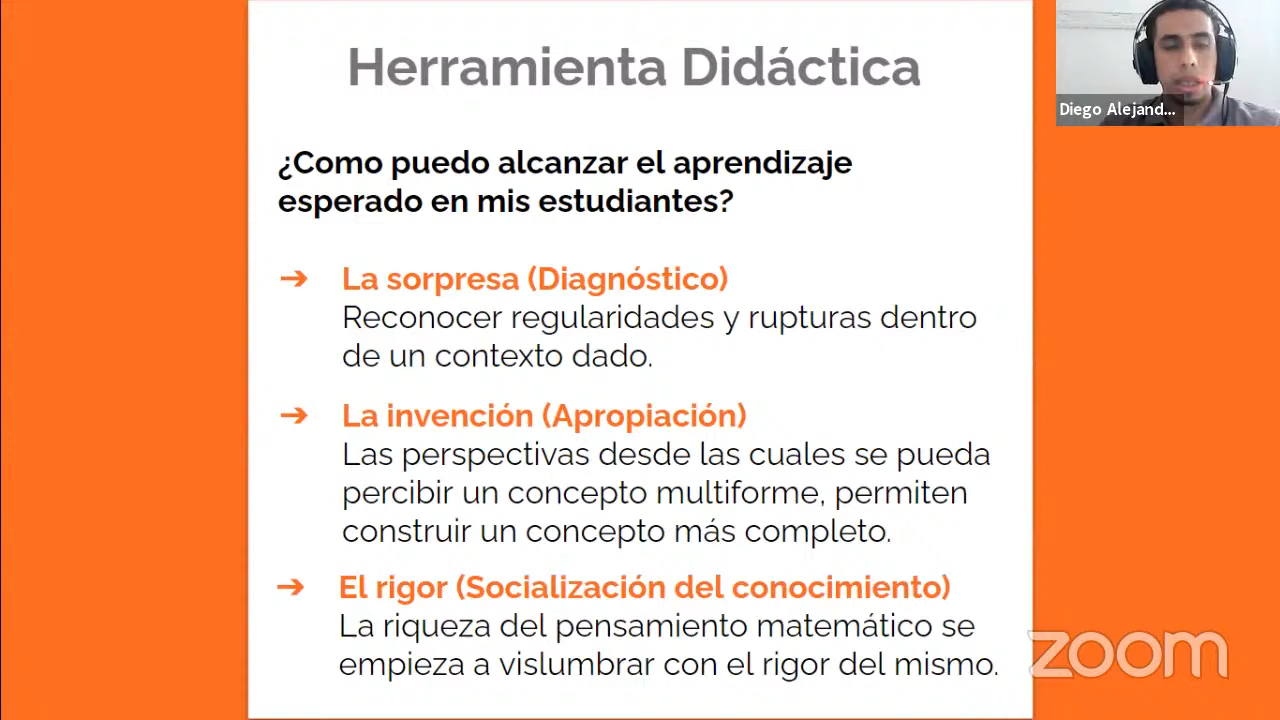 Herramienta Didáctica
Diego Alejand...
¿Como puedo alcanzar el aprendizaje
esperado en mis estudiantes?
➔ La sorpresa (Diagnóstico)
Reconocer regularidades y rupturas dentro
de un contexto dado.
➔ La invención (Apropiación)
Las perspectivas desde las cuales se pueda
percibir un concepto multiforme, permiten
construir un concepto más completo.
➔ El rigor (Socialización del conocimiento)
La riqueza del pensamiento matemático se
empieza a vislumbrar con el rigor del mismo.
zoom